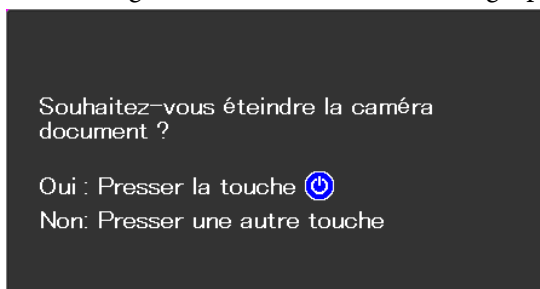 Souhaitez-vous éteindre la caméra
document ?
Oui : Presser la touche
Non: Presser une autre touche